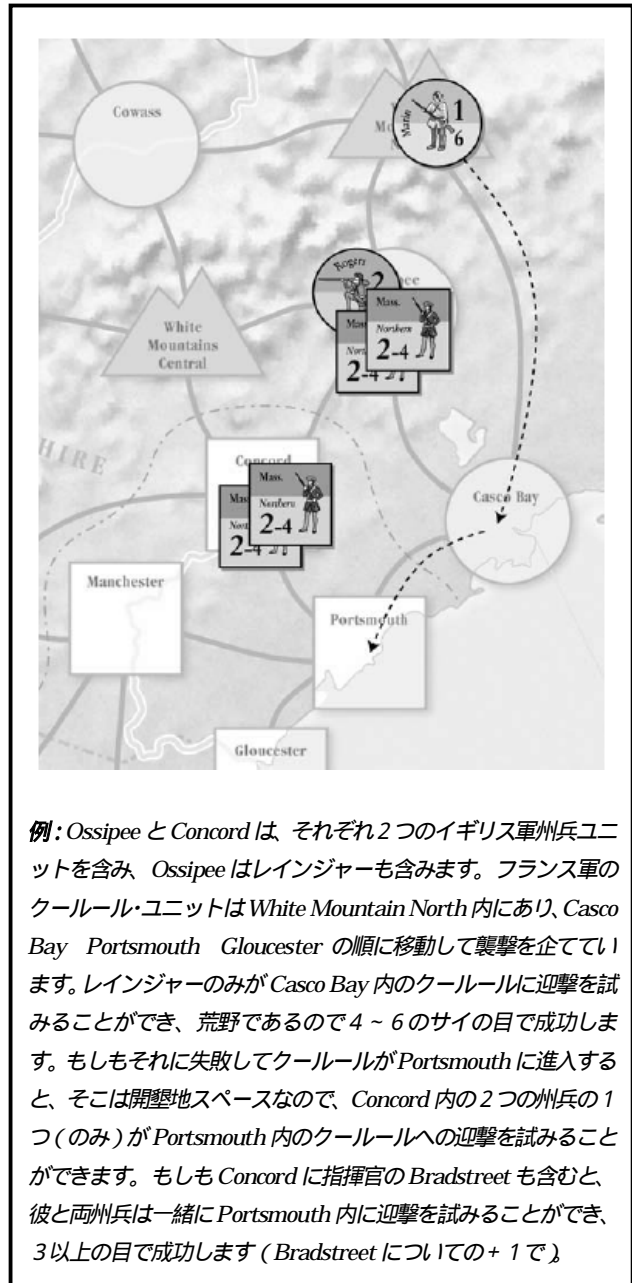 Cowass
Marin
1
6
Rogers
2
Mass.
Northern
2-4
Mass.
2-4
White
Mountains
Central
HIRE
Concord
Mass.
Northern
2-4
Mass.
2-4
Casco Bay
Manchester
Portsmouth
Gloucester
例:Ossipee と Concord は、それぞれ2つのイギリス軍州兵ユニ
ットを含み、Ossipee はレインジャーも含みます。フランス軍の
クールール・ユニットは White Mountain North 内にあり、Casco
Bay Portsmouth Gloucester の順に移動して襲撃を企ててい
ます。レインジャーのみが Casco Bay 内のクールールに迎撃を試
みることができ、荒野であるので4~6のサイの目で成功しま
す。もしもそれに失敗してクールールが Portsmouth に進入する
と、そこは開墾地スペースなので、Concord 内の2つの州兵の1
つ(のみ)が Portsmouth 内のクールールへの迎撃を試みること
ができます。もしも Concord に指揮官の Bradstreet も含むと、
彼と両州兵は一緒に Portsmouth 内に迎撃を試みることができ、
3以上の目で成功します(Bradstreet についての+1で)。